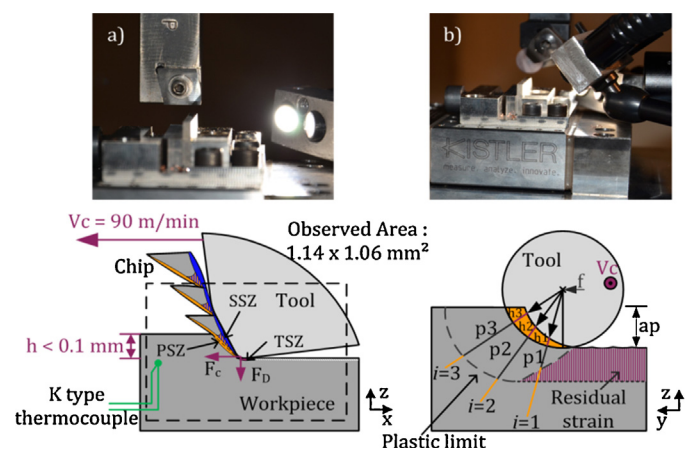 a)
b)
KISTLER
measure. analyze. innovate.
Vc = 90 m/min
Observed Area :
1.14 x 1.06 mm²
Chip
SSZ
Tool
h < 0.1 mm
PSZ
TSZ
Fc
FD
K type
thermocouple
Workpiece
z
x
Tool
f
Vc
h3
h2
h1
ap
p3
p2
p1
i=3
i=2
i=1
Plastic limit
Residual
strain
z
y